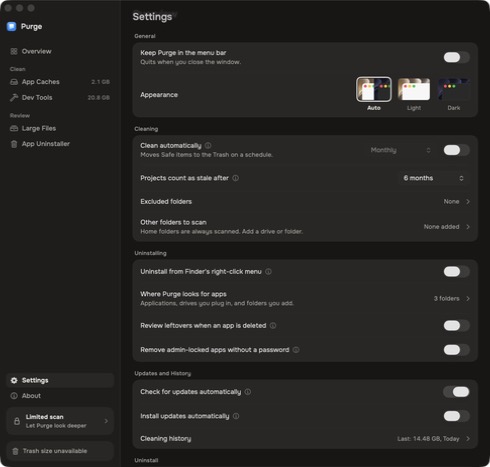 Settings
Purge
Overview
Clean
App Caches 2.1 GB
Dev Tools 20.8 GB
Review
Large Files
App Uninstaller
Settings
About
Limited scan
Let Purge look deeper
Trash size unavailable
General
Keep Purge in the menu bar
Quits when you close the window.
Appearance
Auto Light Dark
Cleaning
Clean automatically Monthly
Moves Safe items to the Trash on a schedule.
Projects count as stale after 6 months
Excluded folders None
Other folders to scan None added
Home folders are always scanned. Add a drive or folder.
Uninstalling
Uninstall from Finder's right-click menu
Where Purge looks for apps 3 folders
Applications, drives you plug in, and folders you add.
Review leftovers when an app is deleted
Remove admin-locked apps without a password
Updates and History
Check for updates automatically
Install updates automatically
Cleaning history Last: 14.48 GB, Today
Uninstall